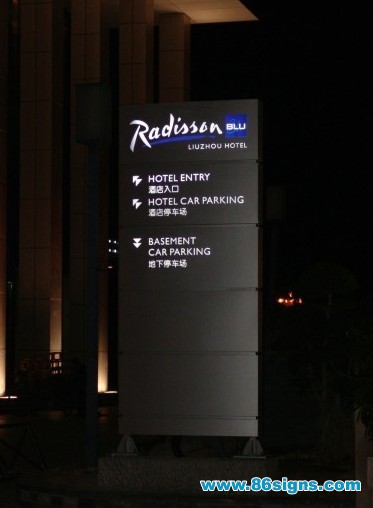 Radisson BLU
LIUZHOU HOTEL
HOTEL ENTRY
酒店入口
HOTEL CAR PARKING
酒店停车场
BASEMENT
CAR PARKING
地下停车场
www.86signs.com